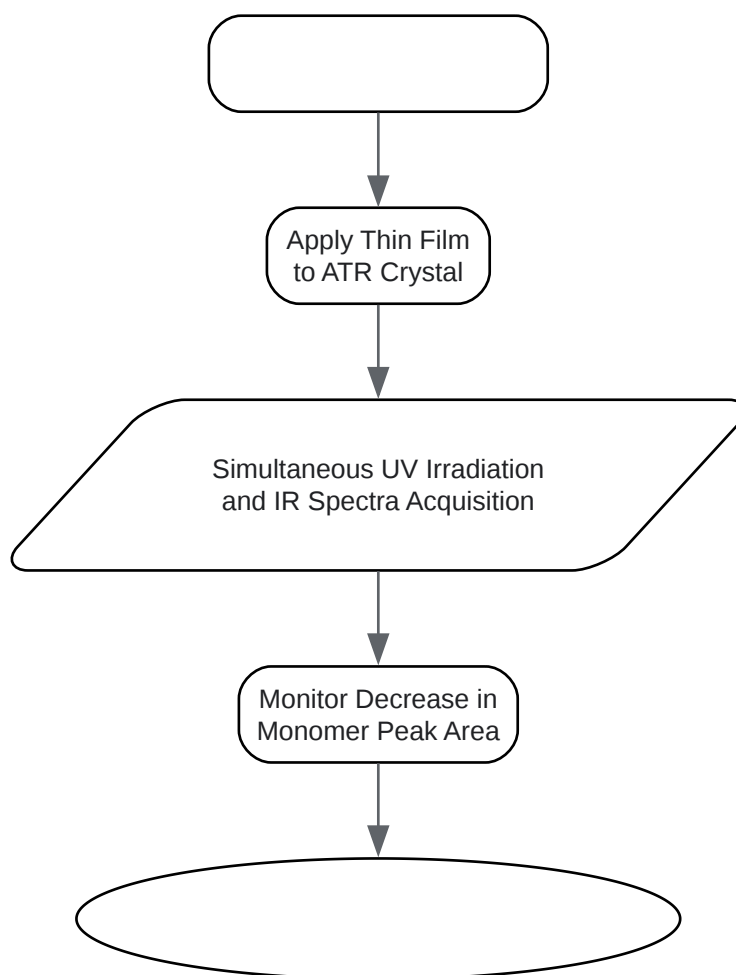 Apply Thin Film
to ATR Crystal
Simultaneous UV Irradiation
and IR Spectra Acquisition
Monitor Decrease in
Monomer Peak Area